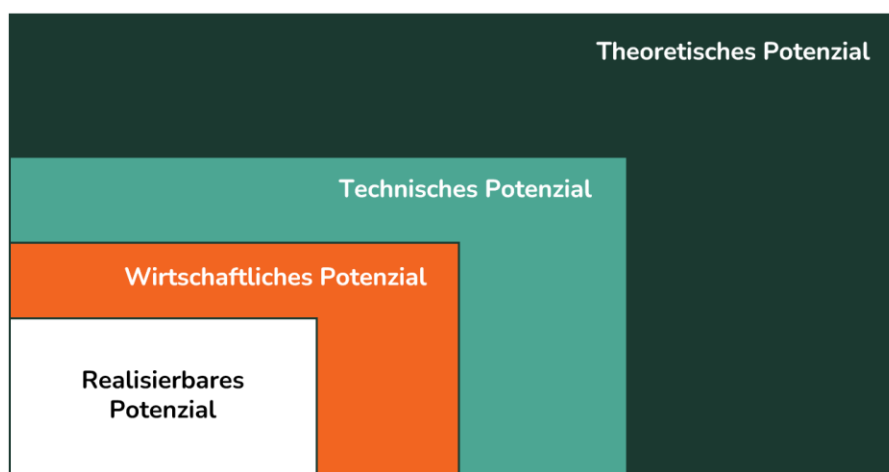 Theoretisches Potenzial
Technisches Potenzial
Wirtschaftliches Potenzial
Realisierbares
Potenzial